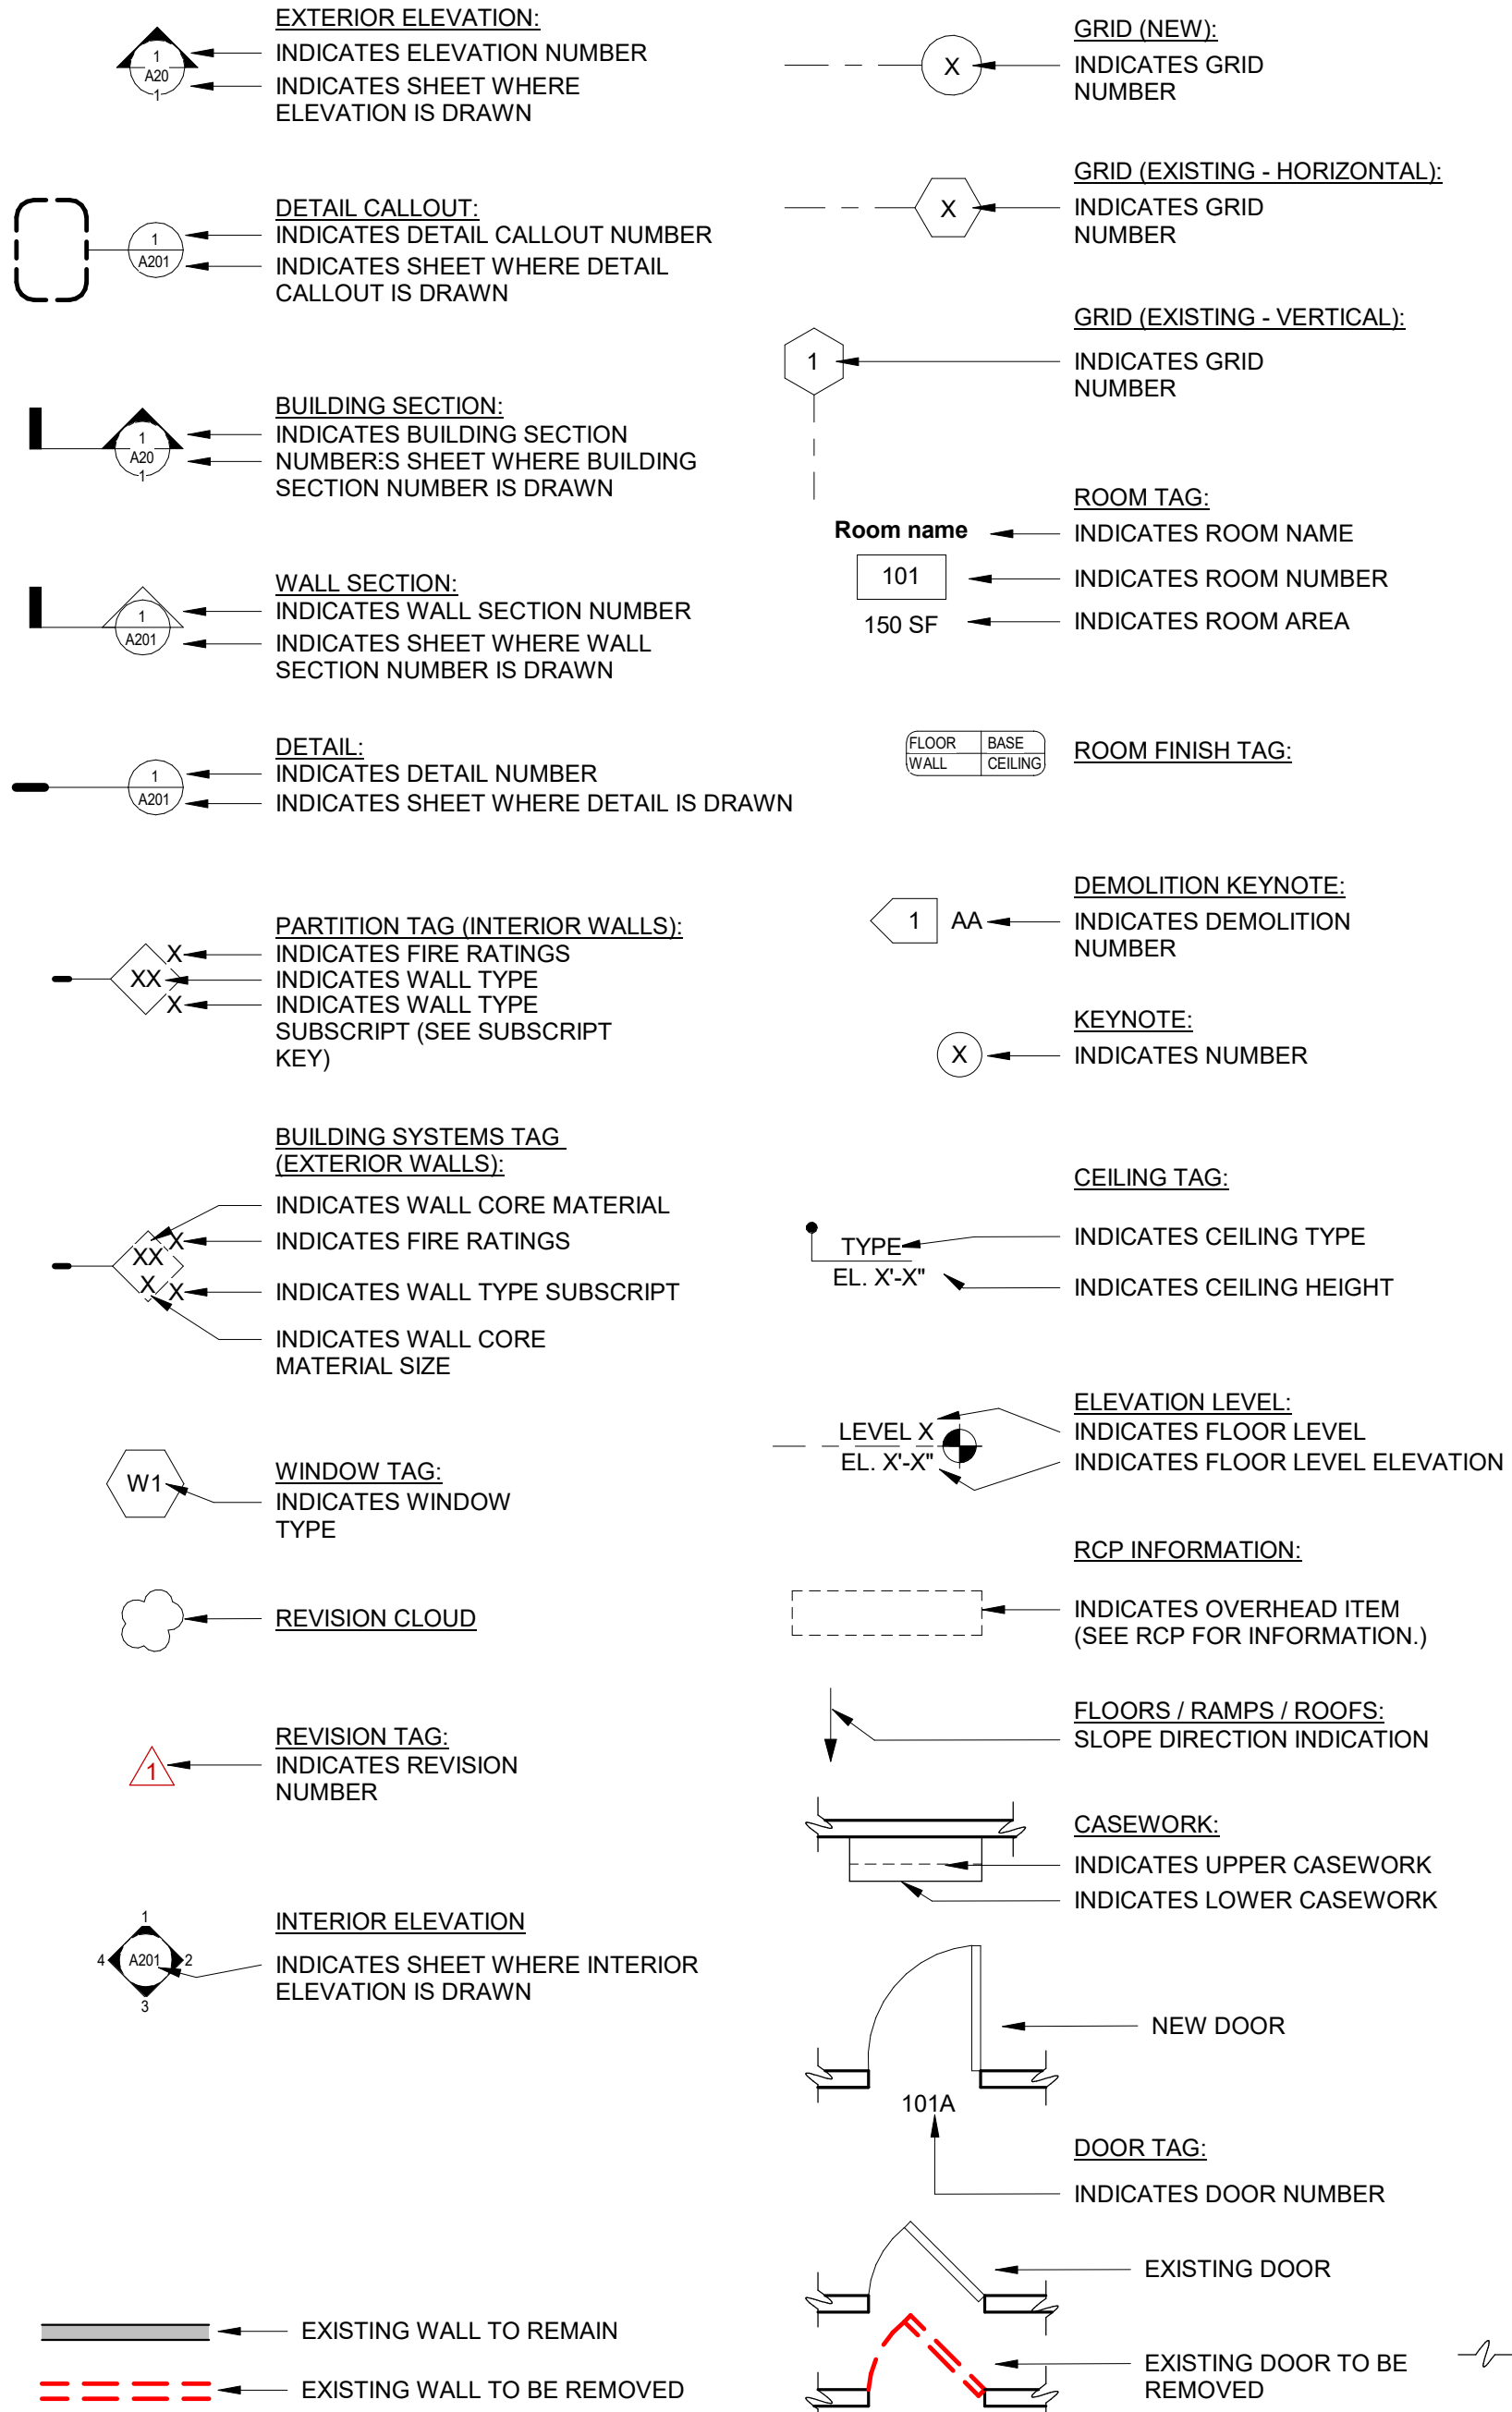 EXTERIOR ELEVATION:
1
INDICATES ELEVATION NUMBER
A20
1
INDICATES SHEET WHERE
ELEVATION IS DRAWN
DETAIL CALLOUT:
1
INDICATES DETAIL CALLOUT NUMBER
A201
INDICATES SHEET WHERE DETAIL
CALLOUT IS DRAWN
BUILDING SECTION:
1
INDICATES BUILDING SECTION
A20
1
NUMBER:S SHEET WHERE BUILDING
SECTION NUMBER IS DRAWN
WALL SECTION:
1
INDICATES WALL SECTION NUMBER
A201
INDICATES SHEET WHERE WALL
SECTION NUMBER IS DRAWN
DETAIL:
1
INDICATES DETAIL NUMBER
A201
INDICATES SHEET WHERE DETAIL IS DRAWN
PARTITION TAG (INTERIOR WALLS):
X
INDICATES FIRE RATINGS
XX
INDICATES WALL TYPE
X
INDICATES WALL TYPE
SUBSCRIPT (SEE SUBSCRIPT
KEY)
BUILDING SYSTEMS TAG
(EXTERIOR WALLS):
INDICATES WALL CORE MATERIAL
X
INDICATES FIRE RATINGS
XX
X
X
INDICATES WALL TYPE SUBSCRIPT
INDICATES WALL CORE
MATERIAL SIZE
W1
WINDOW TAG:
INDICATES WINDOW
TYPE
REVISION CLOUD
REVISION TAG:
1
INDICATES REVISION
NUMBER
1
INTERIOR ELEVATION
4
A201
2
3
INDICATES SHEET WHERE INTERIOR
ELEVATION IS DRAWN
EXISTING WALL TO REMAIN
EXISTING WALL TO BE REMOVED
GRID (NEW):
X
INDICATES GRID
NUMBER
GRID (EXISTING - HORIZONTAL):
X
INDICATES GRID
NUMBER
GRID (EXISTING - VERTICAL):
1
INDICATES GRID
NUMBER
ROOM TAG:
Room name
INDICATES ROOM NAME
101
INDICATES ROOM NUMBER
150 SF
INDICATES ROOM AREA
FLOOR BASE
WALL CEILING
ROOM FINISH TAG:
DEMOLITION KEYNOTE:
1 AA
INDICATES DEMOLITION
NUMBER
KEYNOTE:
X
INDICATES NUMBER
CEILING TAG:
TYPE
INDICATES CEILING TYPE
EL. X'-X"
INDICATES CEILING HEIGHT
ELEVATION LEVEL:
LEVEL X
INDICATES FLOOR LEVEL
EL. X'-X"
INDICATES FLOOR LEVEL ELEVATION
RCP INFORMATION:
INDICATES OVERHEAD ITEM
(SEE RCP FOR INFORMATION.)
FLOORS / RAMPS / ROOFS:
SLOPE DIRECTION INDICATION
CASEWORK:
INDICATES UPPER CASEWORK
INDICATES LOWER CASEWORK
NEW DOOR
101A
DOOR TAG:
INDICATES DOOR NUMBER
EXISTING DOOR
EXISTING DOOR TO BE
REMOVED